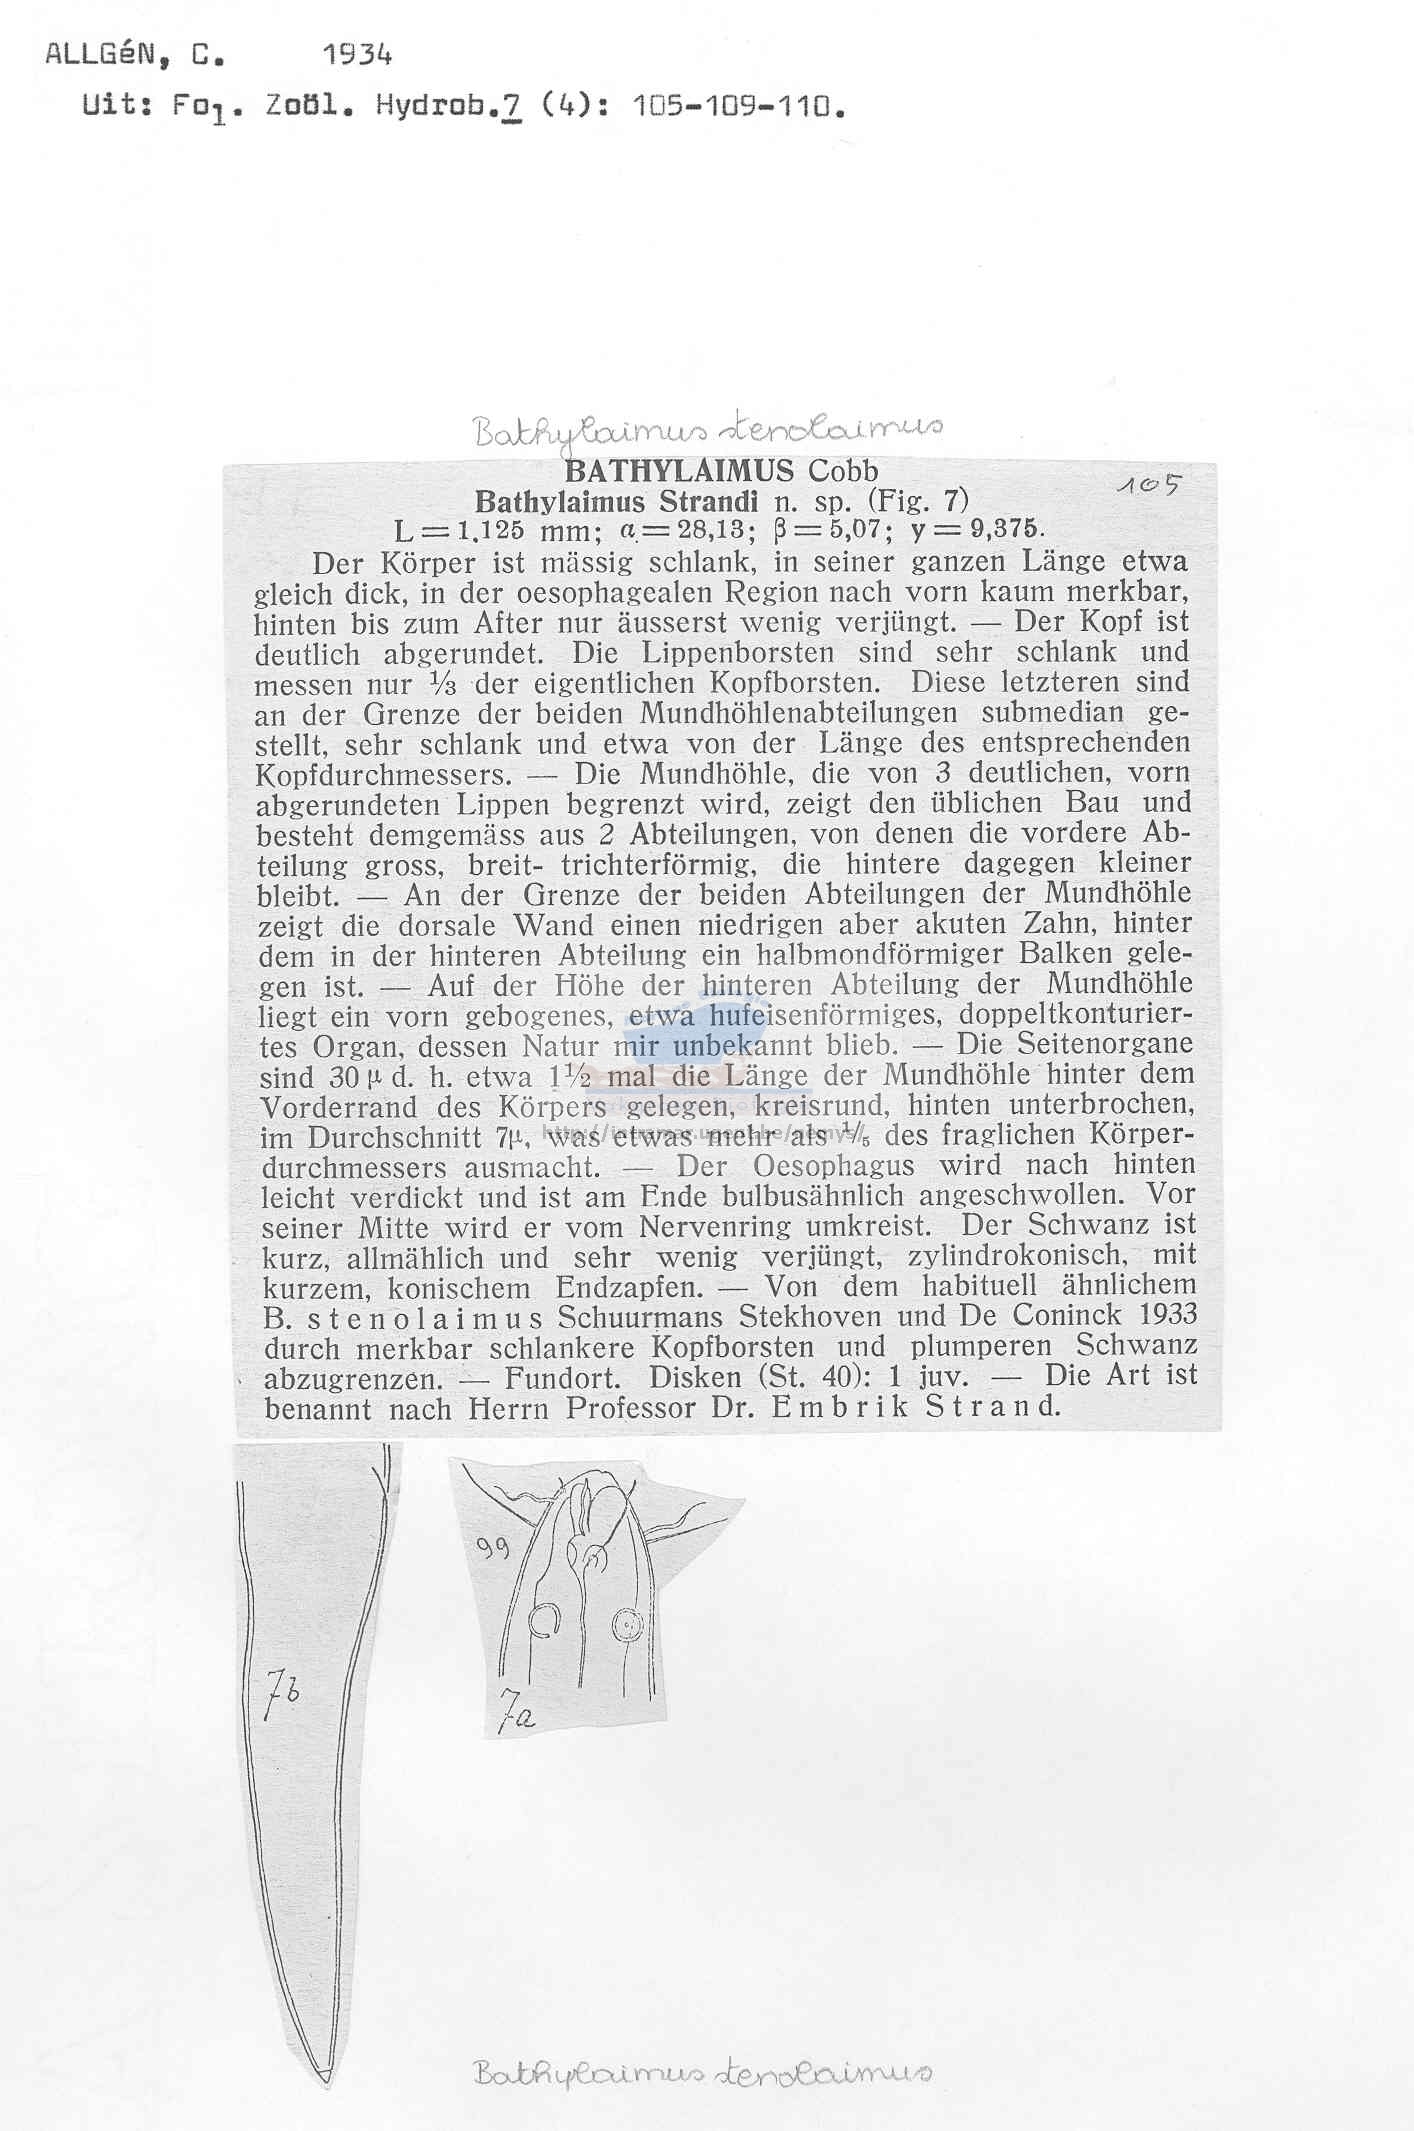 ALLGéN, C. 1934
Uit: Fol. Zoöl. Hydrob.7 (4): 105-109-110.
Bathylaimus stenolaimus
BATHYLAIMUS Cobb
105
Bathylaimus Strandi n. sp. (Fig. 7)
L = 1,125 mm; α = 28,13; β = 5,07; γ = 9,375.
Der Körper ist mässig schlank, in seiner ganzen Länge etwa
gleich dick, in der oesophagealen Region nach vorn kaum merkbar,
hinten bis zum After nur äusserst wenig verjüngt. — Der Kopf ist
deutlich abgerundet. Die Lippenborsten sind sehr schlank und
messen nur ⅓ der eigentlichen Kopfborsten. Diese letzteren sind
an der Grenze der beiden Mundhöhlenabteilungen submedian ge-
stellt, sehr schlank und etwa von der Länge des entsprechenden
Kopfdurchmessers. — Die Mundhöhle, die von 3 deutlichen, vorn
abgerundeten Lippen begrenzt wird, zeigt den üblichen Bau und
besteht demgemäss aus 2 Abteilungen, von denen die vordere Ab-
teilung gross, breit- trichterförmig, die hintere dagegen kleiner
bleibt. — An der Grenze der beiden Abteilungen der Mundhöhle
zeigt die dorsale Wand einen niedrigen aber akuten Zahn, hinter
dem in der hinteren Abteilung ein halbmondförmiger Balken gele-
gen ist. — Auf der Höhe der hinteren Abteilung der Mundhöhle
liegt ein vorn gebogenes, etwa hufeisenförmiges, doppeltkonturier-
tes Organ, dessen Natur mir unbekannt blieb. — Die Seitenorgane
sind 30 μ d. h. etwa 1½ mal die Länge der Mundhöhle hinter dem
Vorderrand des Körpers gelegen, kreisrund, hinten unterbrochen,
im Durchschnitt 7μ, was etwas mehr als ⅕ des fraglichen Körper-
durchmessers ausmacht. — Der Oesophagus wird nach hinten
leicht verdickt und ist am Ende bulbusähnlich angeschwollen. Vor
seiner Mitte wird er vom Nervenring umkreist. Der Schwanz ist
kurz, allmählich und sehr wenig verjüngt, zylindrokonisch, mit
kurzem, konischem Endzapfen. — Von dem habituell ähnlichem
B. stenolaimus Schuurmans Stekhoven und De Coninck 1933
durch merkbar schlankere Kopfborsten und plumperen Schwanz
abzugrenzen. — Fundort. Disken (St. 40): 1 juv. — Die Art ist
benannt nach Herrn Professor Dr. Embrik Strand.
99
7b
7a
Bathylaimus stenolaimus